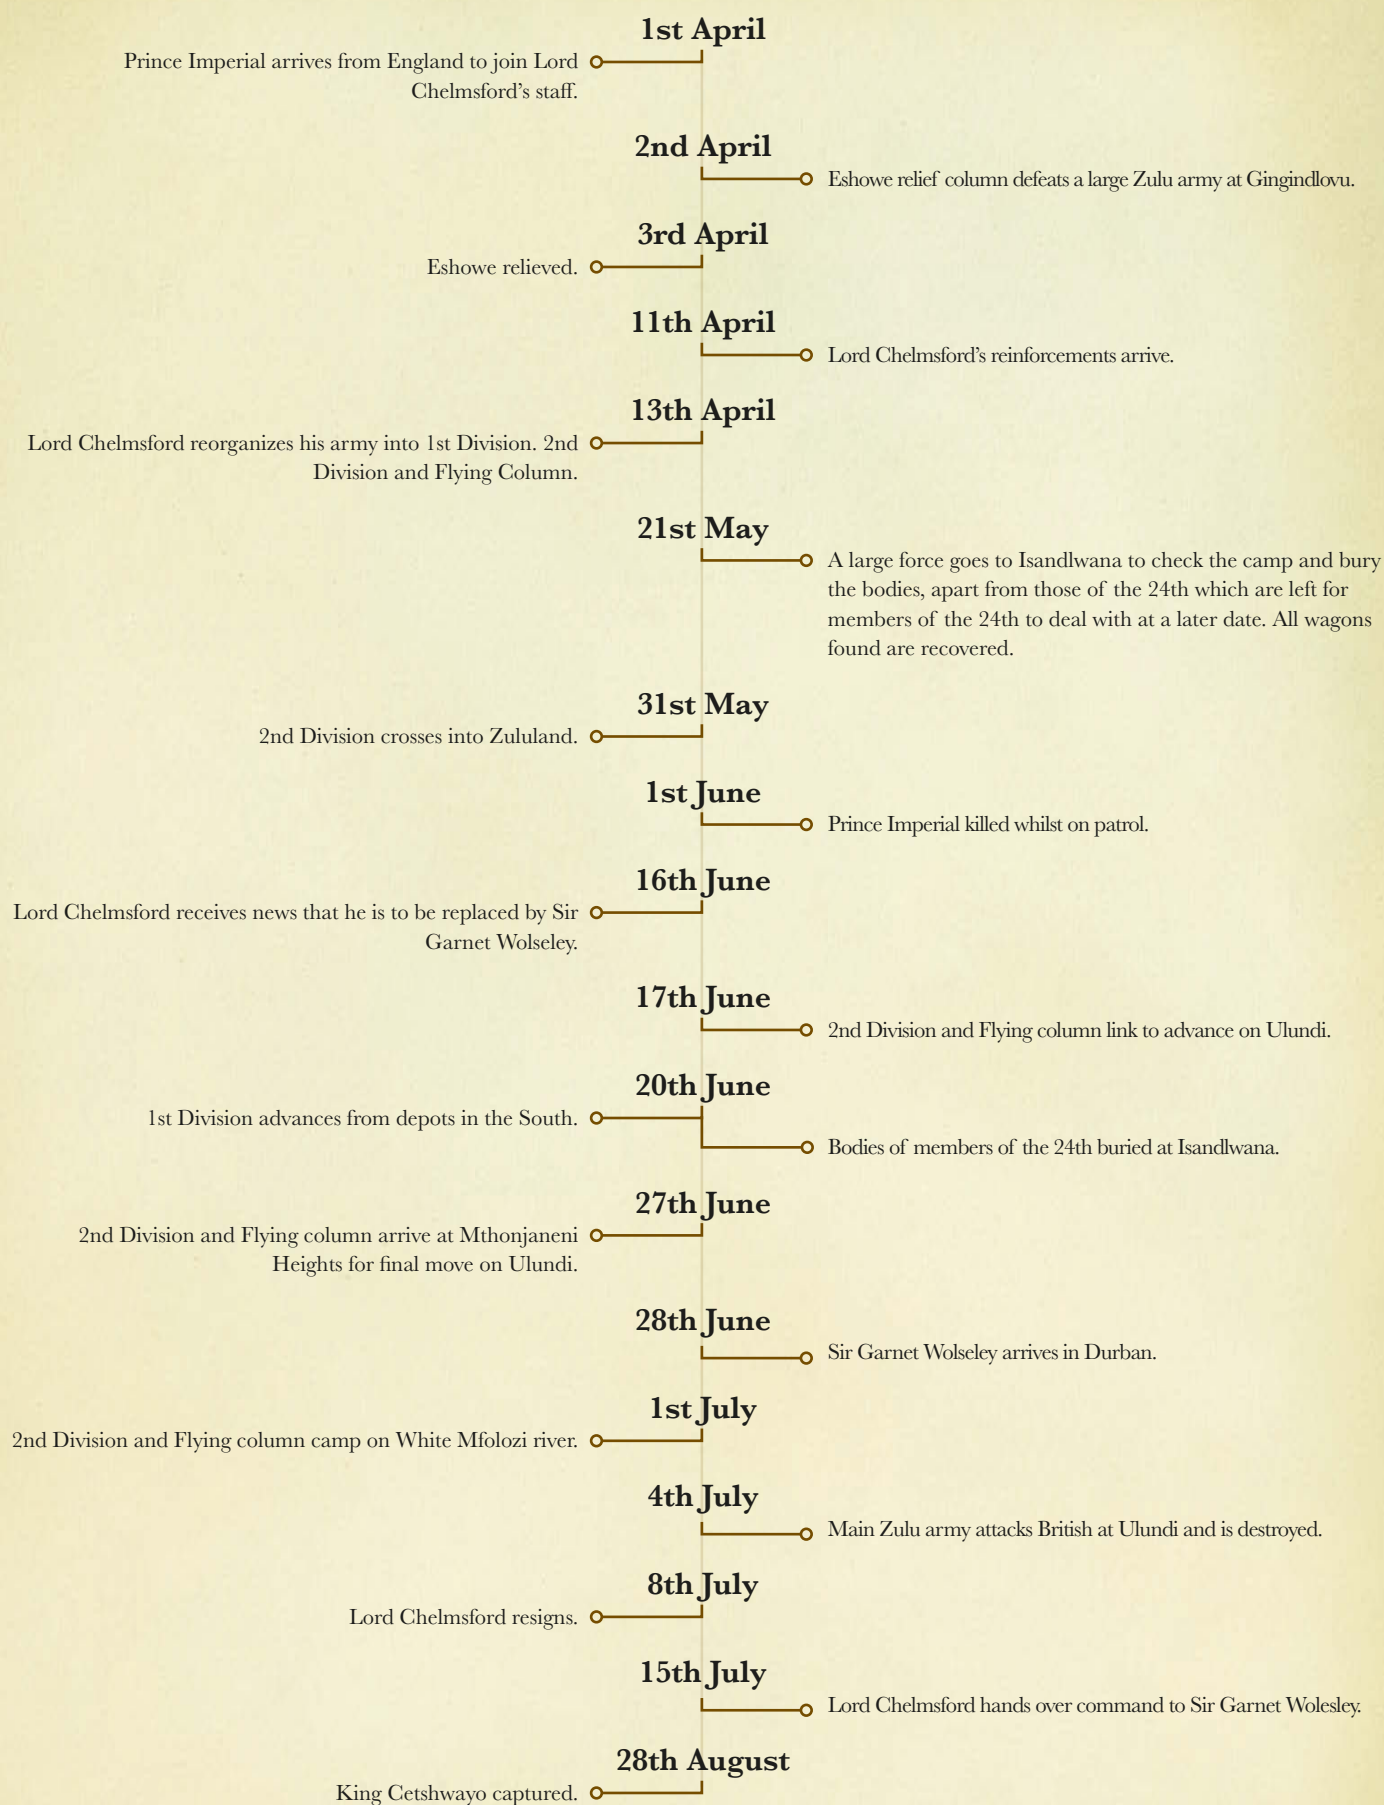 1st April
Prince Imperial arrives from England to join Lord
Chelmsford's staff.
2nd April
Eshowe relief column defeats a large Zulu army at Gingindlovu.
3rd April
Eshowe relieved.
11th April
Lord Chelmsford's reinforcements arrive.
13th April
Lord Chelmsford reorganizes his army into 1st Division. 2nd
Division and Flying Column.
21st May
A large force goes to Isandlwana to check the camp and bury
the bodies, apart from those of the 24th which are left for
members of the 24th to deal with at a later date. All wagons
found are recovered.
31st May
2nd Division crosses into Zululand.
1st June
Prince Imperial killed whilst on patrol.
16th June
Lord Chelmsford receives news that he is to be replaced by Sir
Garnet Wolseley.
17th June
2nd Division and Flying column link to advance on Ulundi.
20th June
1st Division advances from depots in the South.
Bodies of members of the 24th buried at Isandlwana.
27th June
2nd Division and Flying column arrive at Mthonjaneni
Heights for final move on Ulundi.
28th June
Sir Garnet Wolseley arrives in Durban.
1st July
2nd Division and Flying column camp on White Mfolozi river.
4th July
Main Zulu army attacks British at Ulundi and is destroyed.
8th July
Lord Chelmsford resigns.
15th July
Lord Chelmsford hands over command to Sir Garnet Wolesley.
28th August
King Cetshwayo captured.